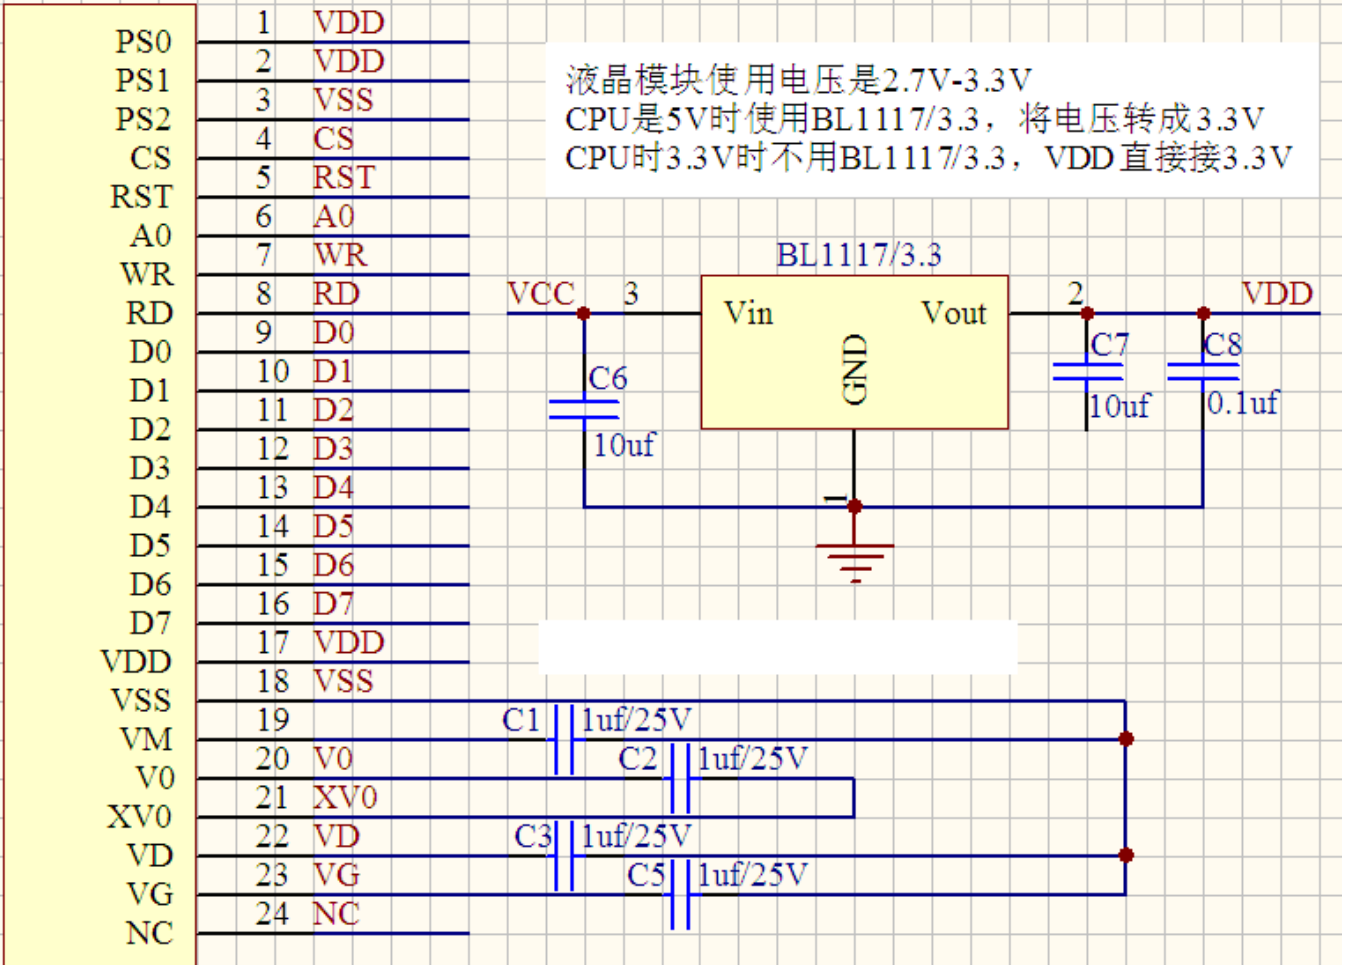 PS0 1 VDD
PS1 2 VDD
PS2 3 VSS
CS 4 CS
RST 5 RST
A0 6 A0
WR 7 WR
RD 8 RD
D0 9 D0
D1 10 D1
D2 11 D2
D3 12 D3
D4 13 D4
D5 14 D5
D6 15 D6
D7 16 D7
VDD 17 VDD
VSS 18 VSS
VM 19
V0 20 V0
XV0 21 XV0
VD 22 VD
VG 23 VG
NC 24 NC
液晶模块使用电压是2.7V-3.3V
CPU是5V时使用BL1117/3.3，将电压转成3.3V
CPU时3.3V时不用BL1117/3.3，VDD直接接3.3V
BL1117/3.3
VCC 3 Vin Vout 2 VDD
GND
1
C6
10uf
C7
10uf
C8
0.1uf
C1 1uf/25V
C2 1uf/25V
C3 1uf/25V
C5 1uf/25V